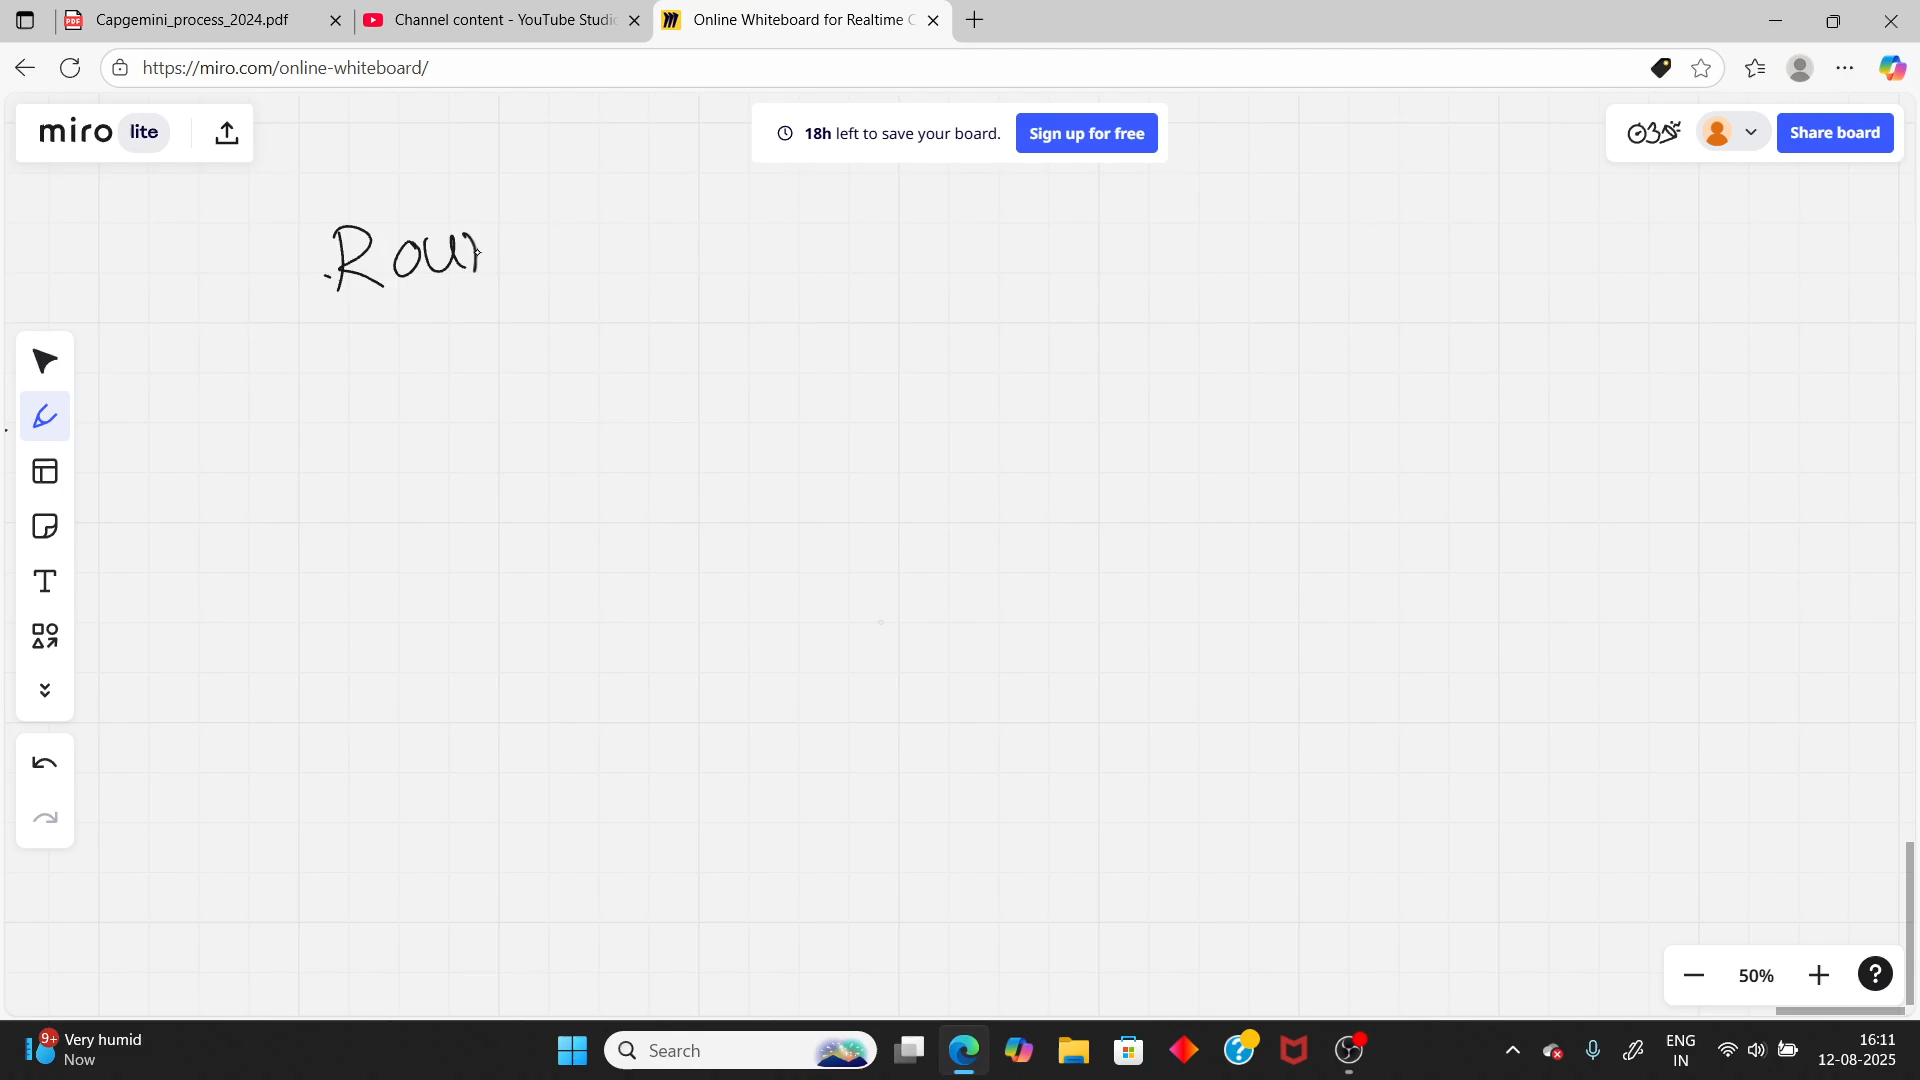 Capgemini_process_2024.pdf
Channel content - YouTube Studi
Online Whiteboard for Realtime C
https://miro.com/online-whiteboard/
miro lite
18h left to save your board.
Sign up for free
Share board
Rour
50%
9+
Very humid
Now
Search
ENG
IN
16:11
12-08-2025